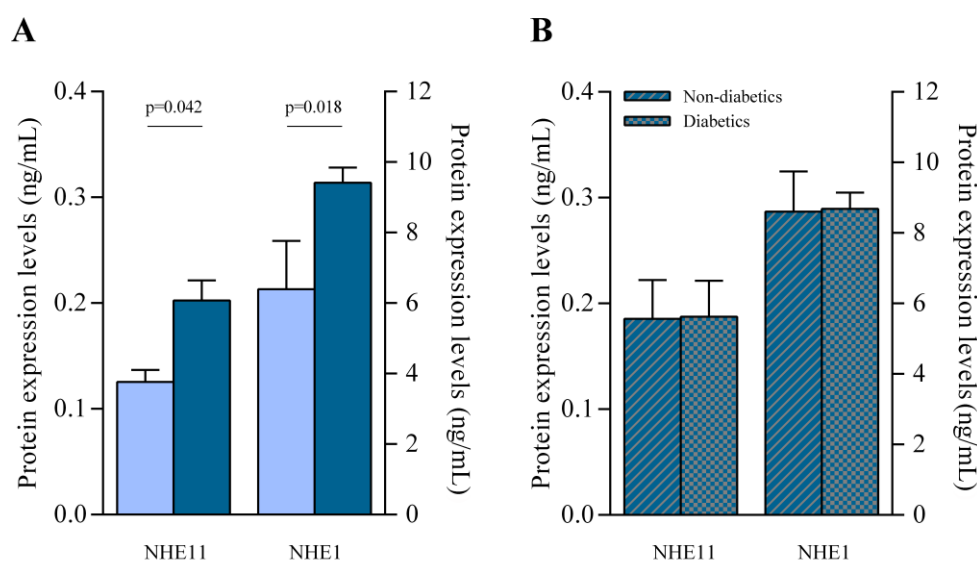 A
Protein expression levels (ng/mL)
0.4
0.3
0.2
0.1
0.0
p=0.042
p=0.018
12
10
8
6
4
2
0
Protein expression levels (ng/mL)
NHE11
NHE1
B
Protein expression levels (ng/mL)
0.4
0.3
0.2
0.1
0.0
Non-diabetics
Diabetics
12
10
8
6
4
2
0
Protein expression levels (ng/mL)
NHE11
NHE1